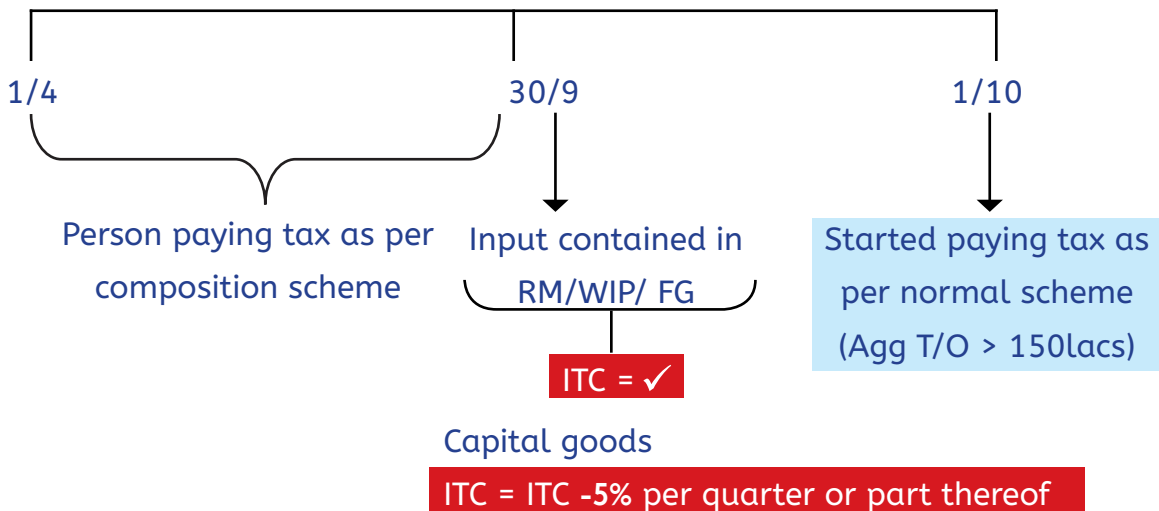 1/4
30/9
1/10
Person paying tax as per
composition scheme
Input contained in
RM/WIP/ FG
ITC = ✓
Capital goods
ITC = ITC -5% per quarter or part thereof
Started paying tax as
per normal scheme
(Agg T/O > 150lacs)